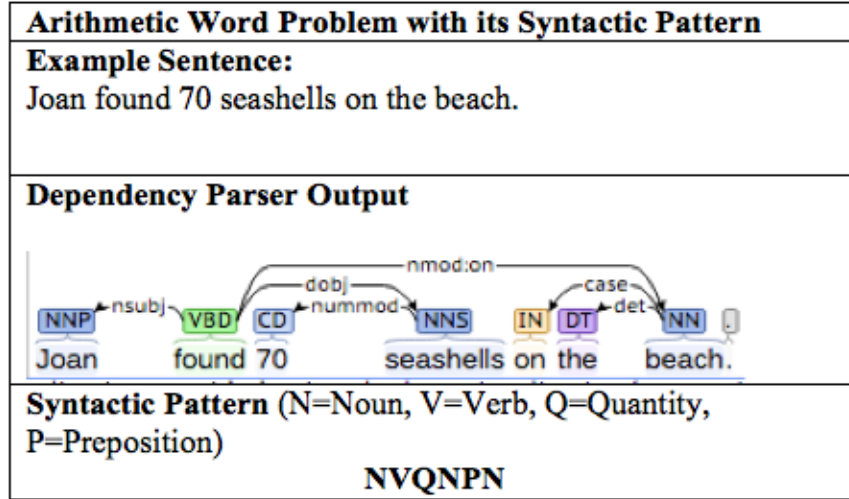 Arithmetic Word Problem with its Syntactic Pattern
Example Sentence:
Joan found 70 seashells on the beach.
Dependency Parser Output
nmod:on
dobj case
nsubj nummod det
NNP VBD CD NNS IN DT NN .
Joan found 70 seashells on the beach.
Syntactic Pattern (N=Noun, V=Verb, Q=Quantity,
P=Preposition)
NVQNPN